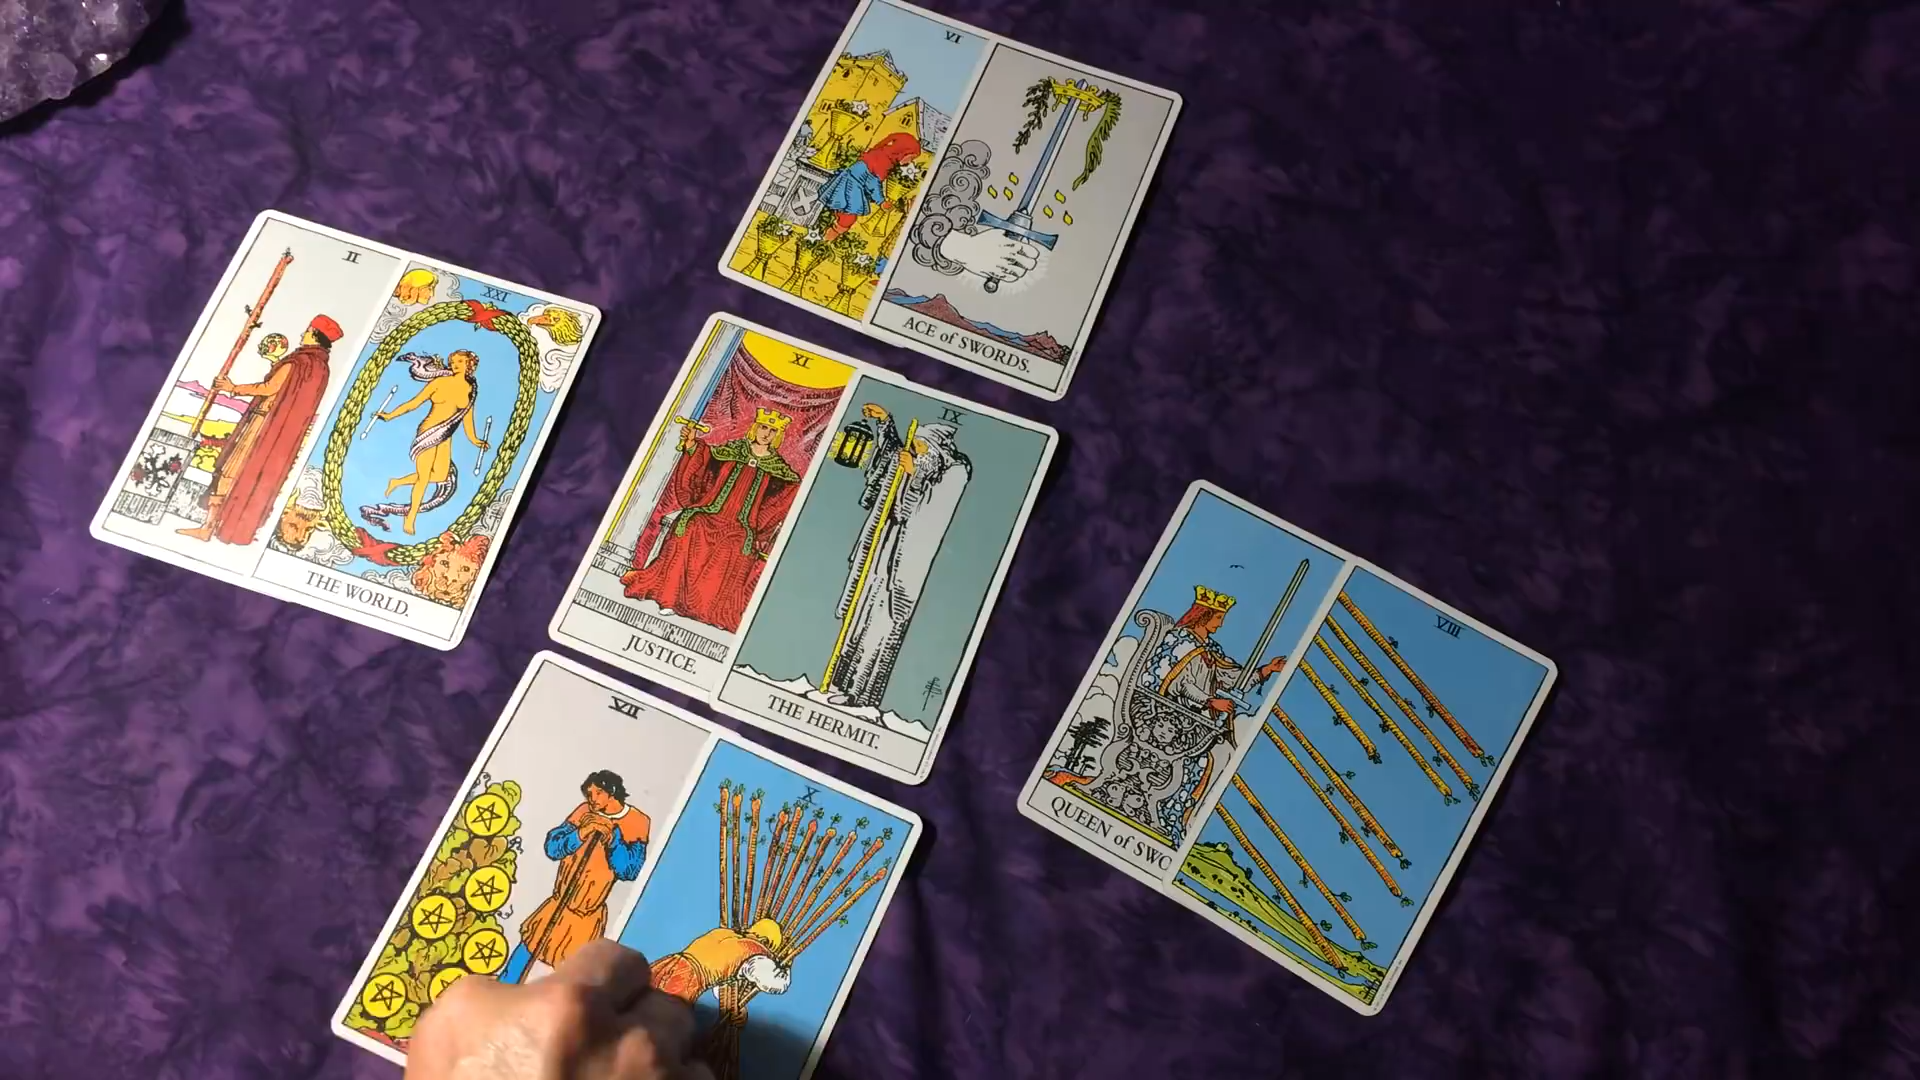 VI
ACE of SWORDS.
II
XXI
THE WORLD.
XI
JUSTICE.
IX
THE HERMIT.
QUEEN of SWO
VIII
VII
X